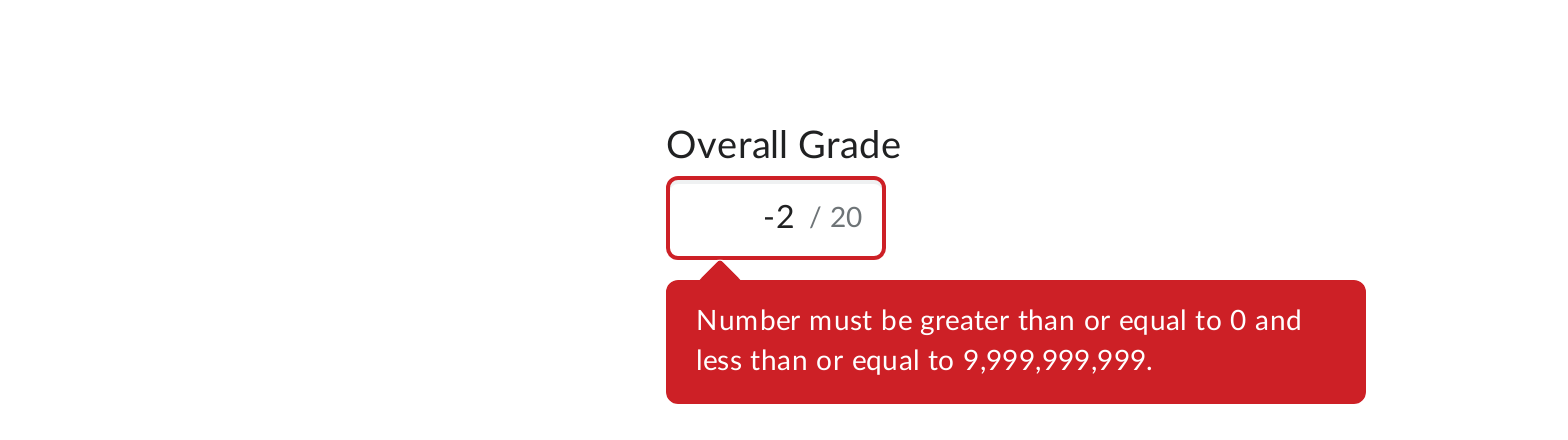 Overall Grade
-2 / 20
Number must be greater than or equal to 0 and
less than or equal to 9,999,999,999.